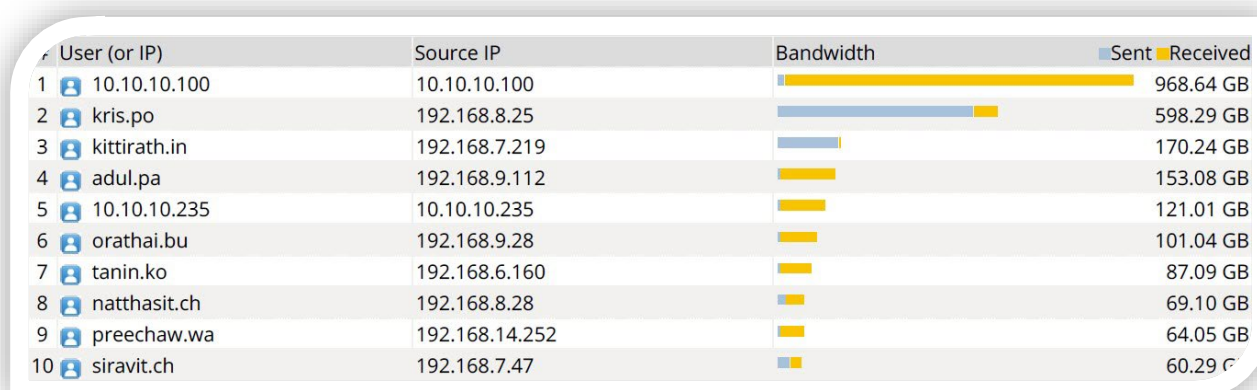 User (or IP) Source IP Bandwidth Sent Received
1 10.10.10.100 10.10.10.100 968.64 GB
2 kris.po 192.168.8.25 598.29 GB
3 kittirath.in 192.168.7.219 170.24 GB
4 adul.pa 192.168.9.112 153.08 GB
5 10.10.10.235 10.10.10.235 121.01 GB
6 orathai.bu 192.168.9.28 101.04 GB
7 tanin.ko 192.168.6.160 87.09 GB
8 natthasit.ch 192.168.8.28 69.10 GB
9 preechaw.wa 192.168.14.252 64.05 GB
10 siravit.ch 192.168.7.47 60.29